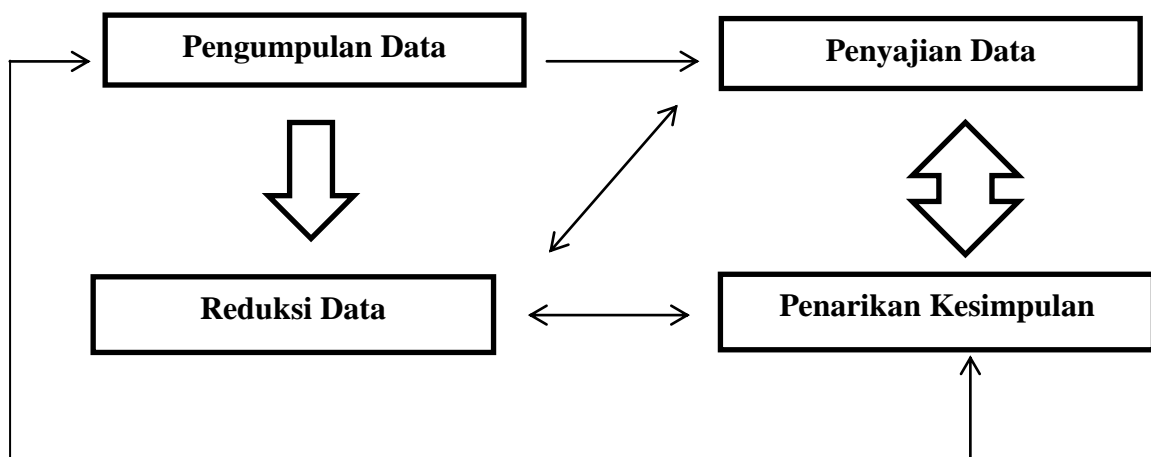 Pengumpulan Data
Penyajian Data
Reduksi Data
Penarikan Kesimpulan